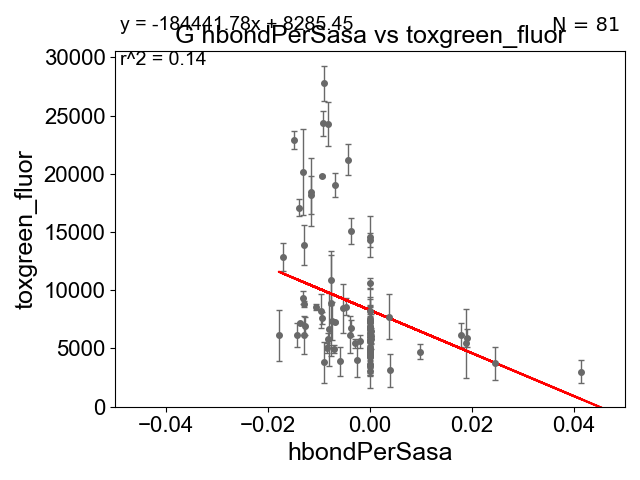 y = -184441.78x + 8285.45
N = 81
G hbondPerSasa vs toxgreen_fluor
r^2 = 0.14
30000
25000
20000
15000
10000
5000
0
toxgreen_fluor
−0.04
−0.02
0.00
0.02
0.04
hbondPerSasa